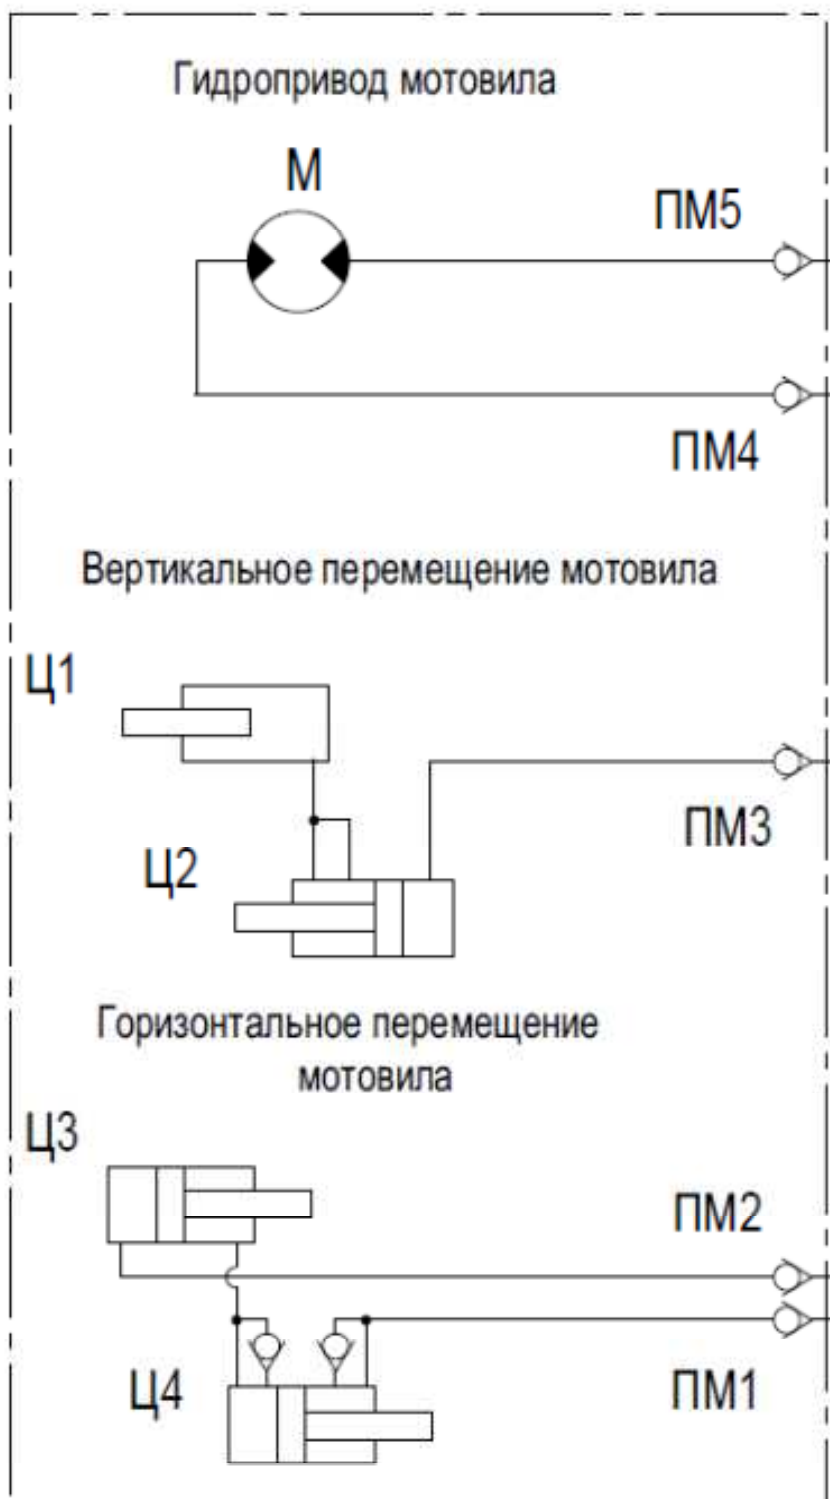 Гидропривод мотовила
М
ПМ5
ПМ4
Вертикальное перемещение мотовила
Ц1
ПМ3
Ц2
Горизонтальное перемещение
мотовила
Ц3
ПМ2
Ц4
ПМ1